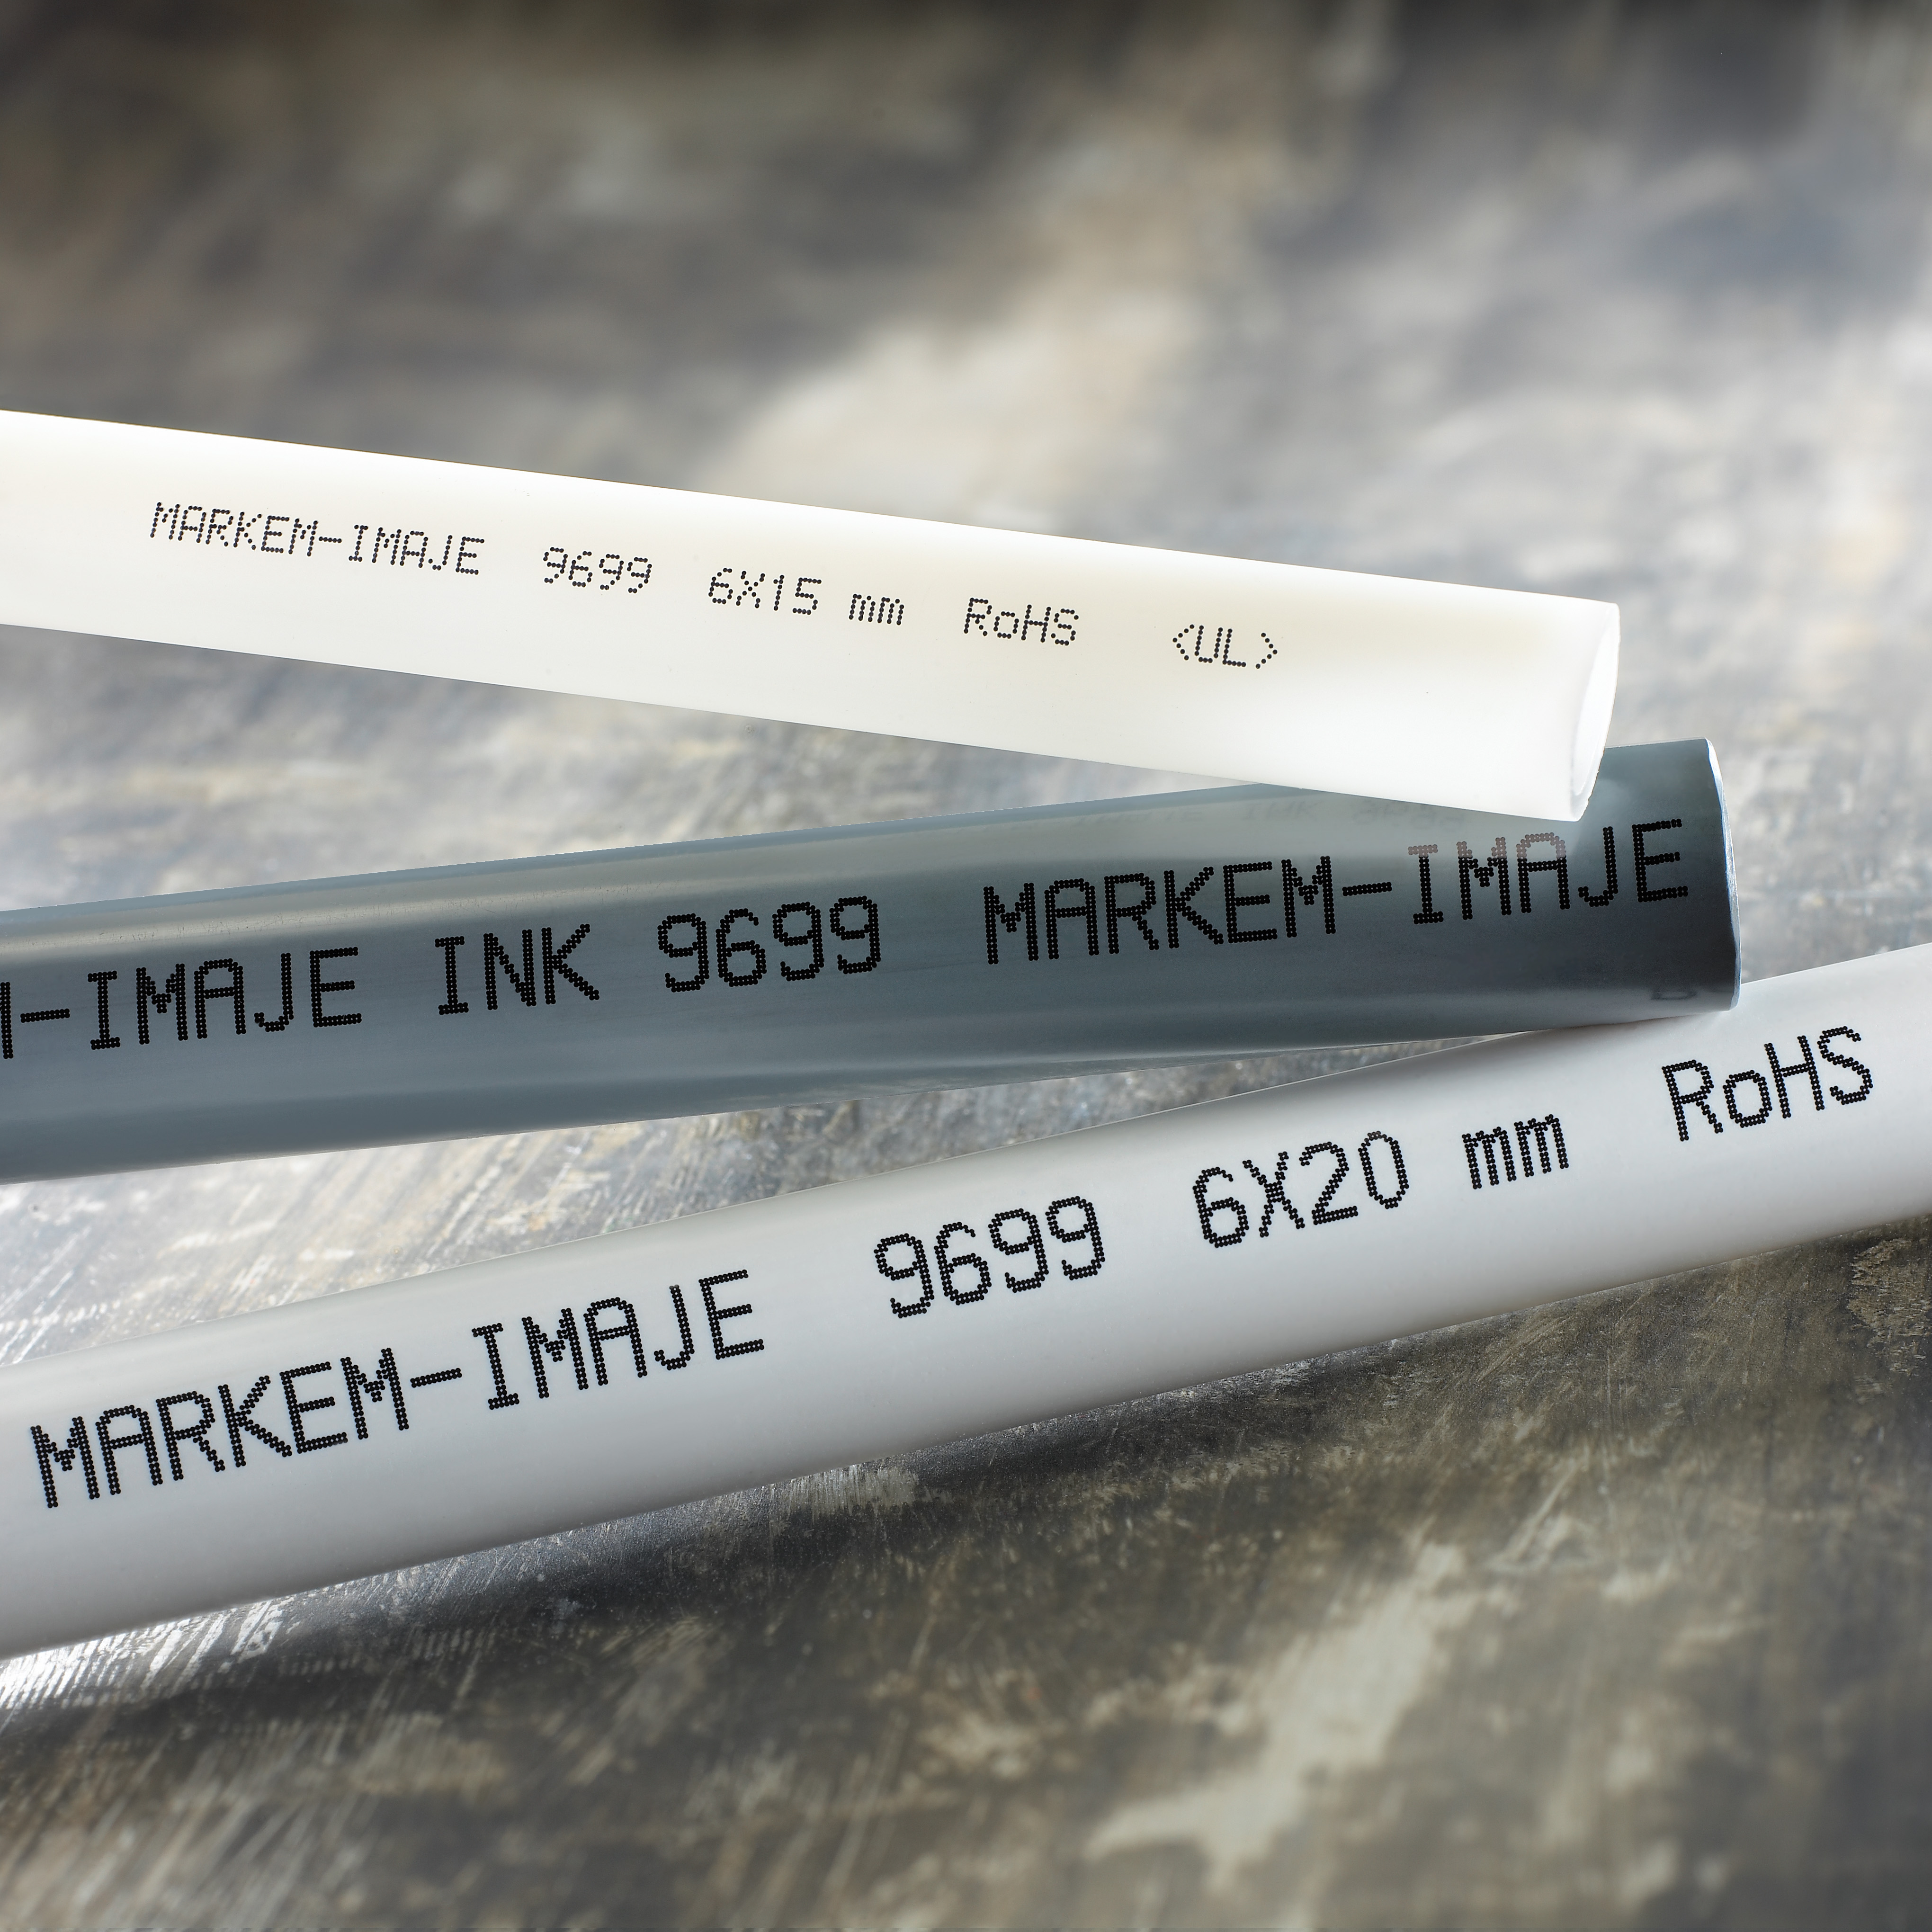 MARKEM-IMAJE 9699 6X15 mm RoHS <UL>
M-IMAJE INK 9699 MARKEM-IMAJE
MARKEM-IMAJE 9699 6X20 mm RoHS